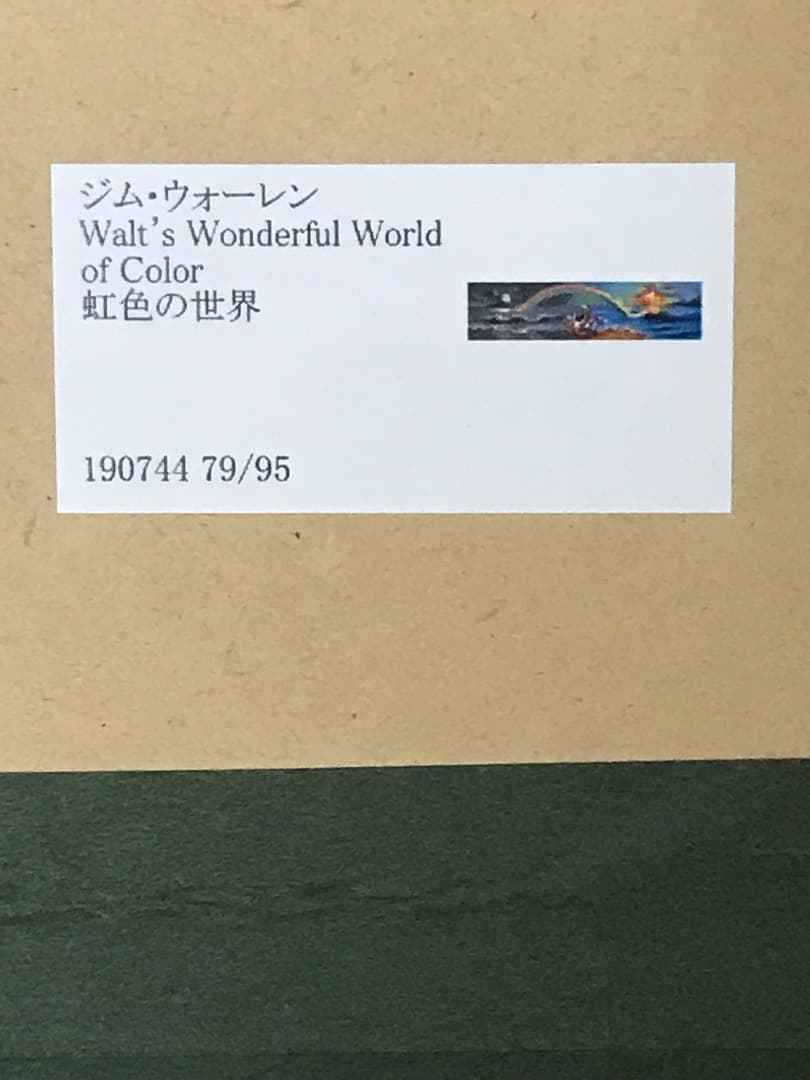 ジム・ウォーレン
Walt's Wonderful World
of Color
虹色の世界
190744 79/95